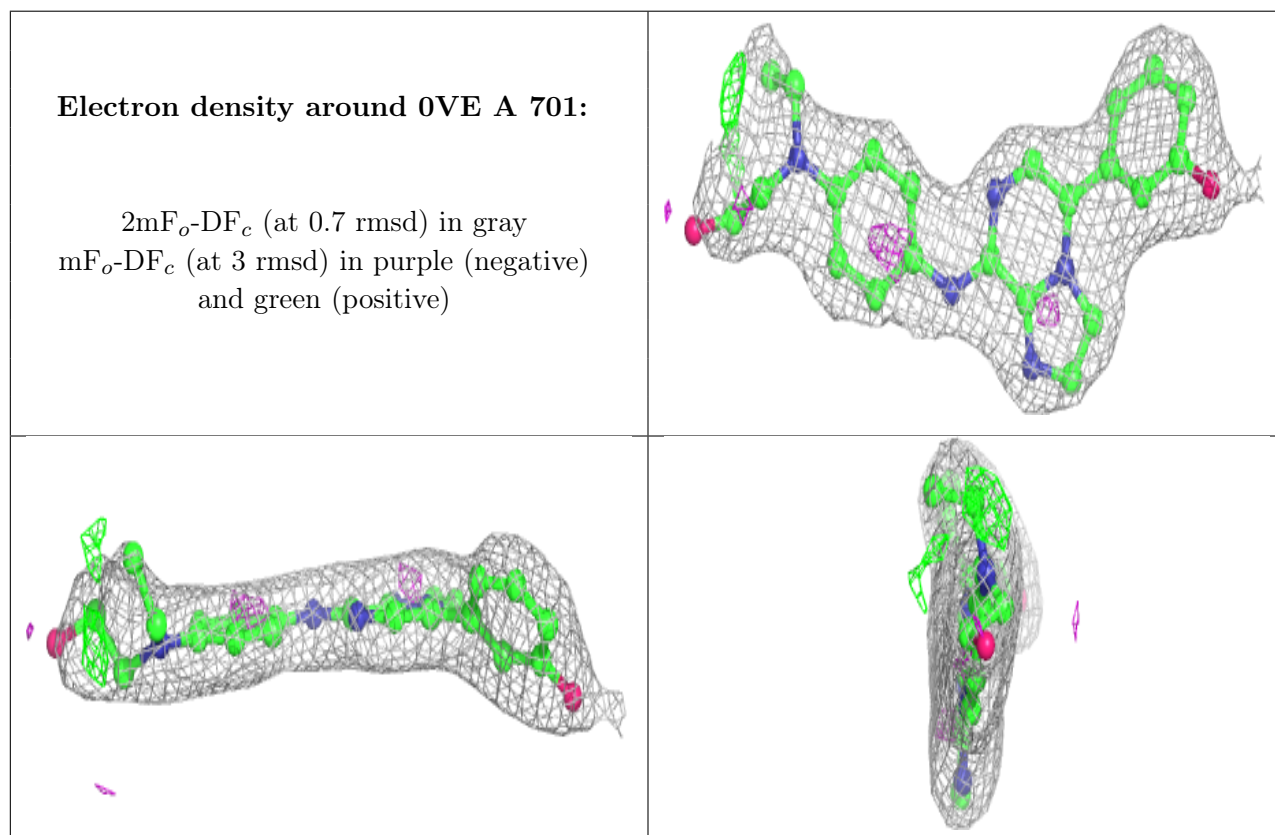 Electron density around 0VE A 701:
2mFo-DFc (at 0.7 rmsd) in gray
mFo-DFc (at 3 rmsd) in purple (negative)
and green (positive)